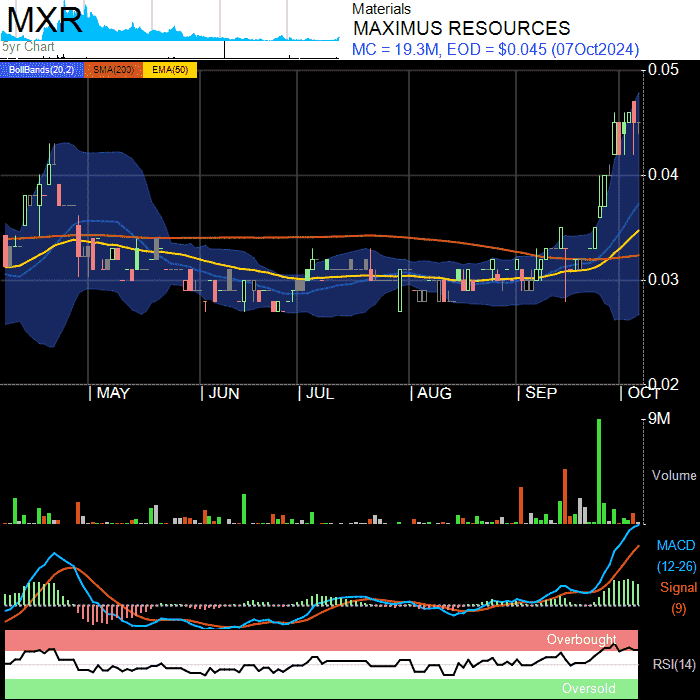 MXR
5yr Chart
Materials
MAXIMUS RESOURCES
MC = 19.3M, EOD = $0.045 (07Oct2024)
BollBands(20,2) SMA(200) EMA(50)
0.05
0.04
0.03
0.02
| MAY | JUN | JUL | AUG | SEP | OCT
9M
Volume
MACD
(12-26)
Signal
(9)
Overbought
RSI(14)
Oversold